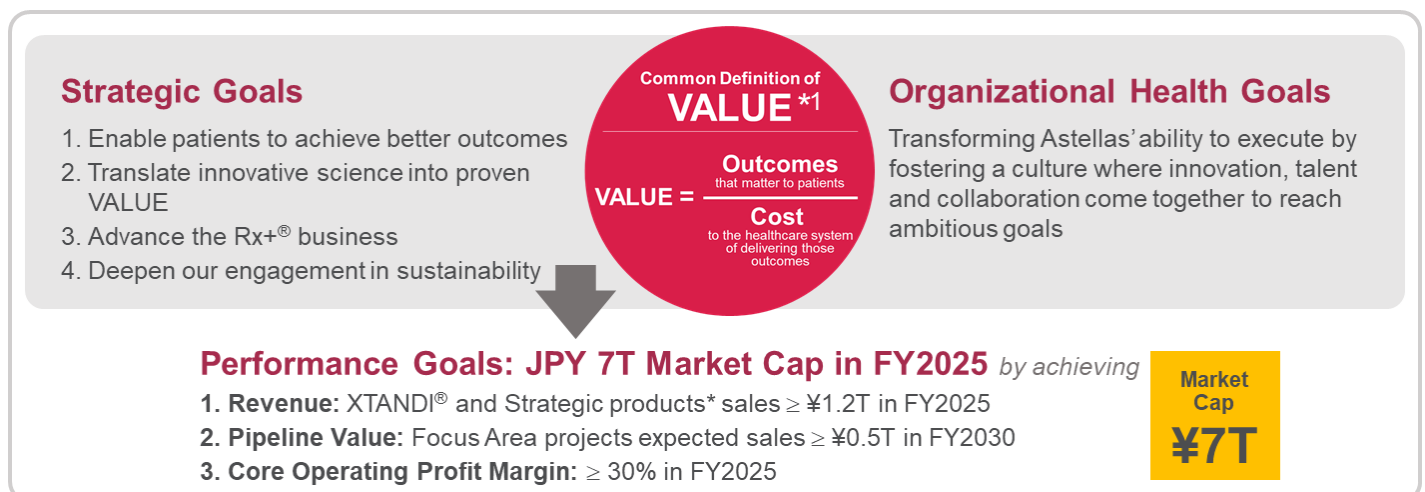 Strategic Goals
1. Enable patients to achieve better outcomes
2. Translate innovative science into proven
VALUE
3. Advance the Rx+® business
4. Deepen our engagement in sustainability
Common Definition of
VALUE *1
VALUE =
Outcomes
that matter to patients
Cost
to the healthcare system
of delivering those
outcomes
Organizational Health Goals
Transforming Astellas' ability to execute by
fostering a culture where innovation, talent
and collaboration come together to reach
ambitious goals
Performance Goals: JPY 7T Market Cap in FY2025 by achieving
1. Revenue: XTANDI® and Strategic products* sales ≥ ¥1.2T in FY2025
2. Pipeline Value: Focus Area projects expected sales ≥ ¥0.5T in FY2030
3. Core Operating Profit Margin: ≥ 30% in FY2025
Market
Cap
¥7T